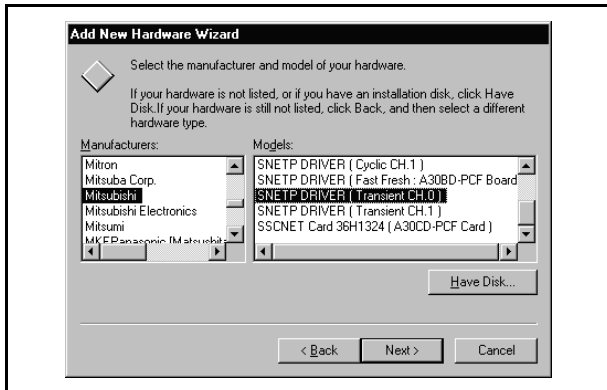 Add New Hardware Wizard
Select the manufacturer and model of your hardware.
If your hardware is not listed, or if you have an installation disk, click Have
Disk.If your hardware is still not listed, click Back, and then select a different
hardware type.
Manufacturers:
Mitron
Mitsuba Corp.
Mitsubishi
Mitsubishi Electronics
Mitsumi
MKEPanasonic [Matsushita
Models:
SNETP DRIVER ( Cyclic CH.1 )
SNETP DRIVER ( Fast Fresh : A30BD-PCF Board
SNETP DRIVER ( Transient CH.0 )
SNETP DRIVER ( Transient CH.1 )
SSCNET Card 36H1324 ( A30CD-PCF Card )
Have Disk...
< Back
Next >
Cancel